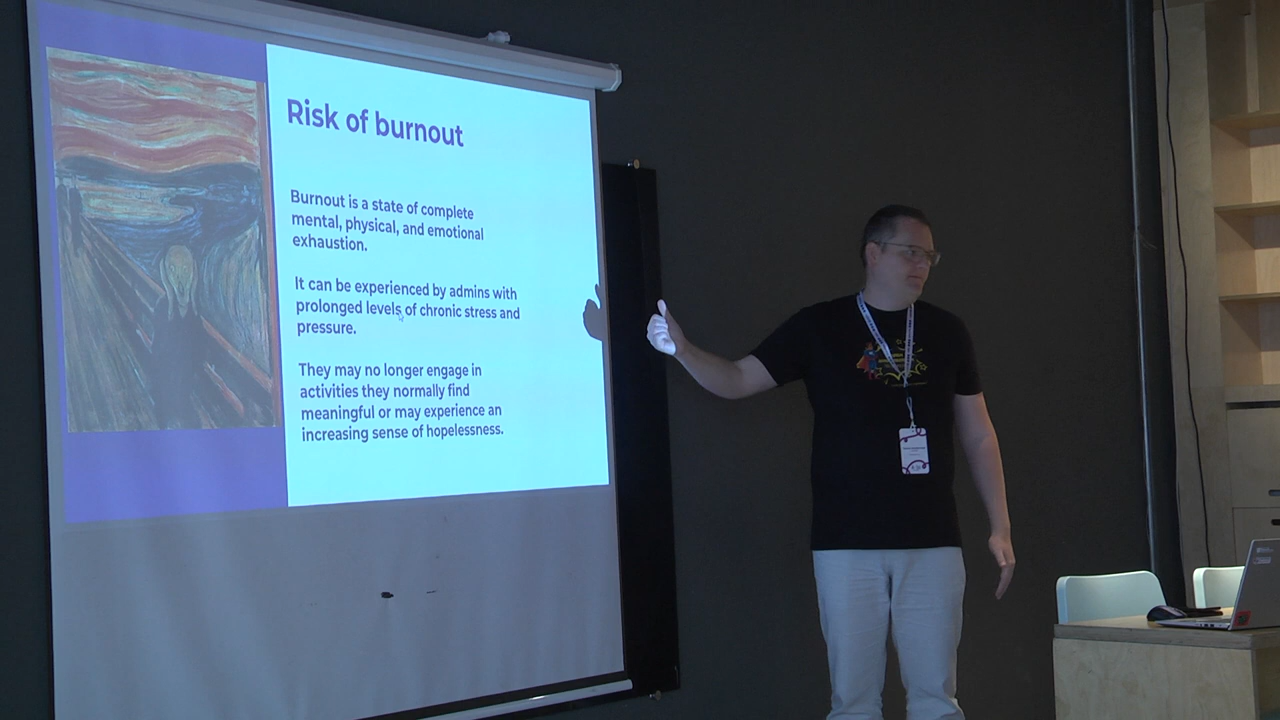 Risk of burnout
Burnout is a state of complete
mental, physical, and emotional
exhaustion.
It can be experienced by admins with
prolonged levels of chronic stress and
pressure.
They may no longer engage in
activities they normally find
meaningful or may experience an
increasing sense of hopelessness.